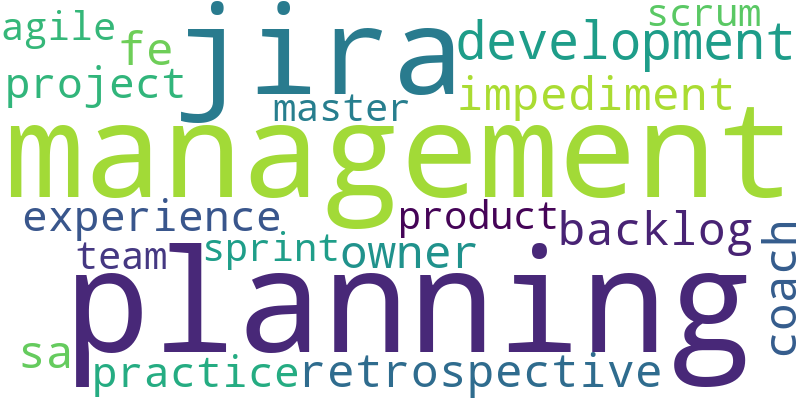 agile
fe
jira
scrum
development
project
master
impediment
management
experience
product
backlog
team
sprint
owner
coach
planning
sa
practice
retrospective